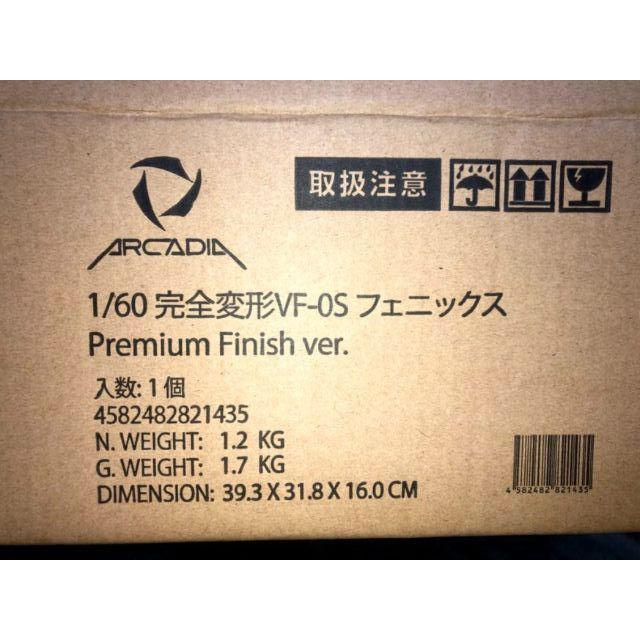 取扱注意
ARCADIA
1/60 完全変形VF-0S フェニックス
Premium Finish ver.
入数: 1 個
4582482821435
N. WEIGHT: 1.2 KG
G. WEIGHT: 1.7 KG
DIMENSION: 39.3 X 31.8 X 16.0 CM
4 582482 821435